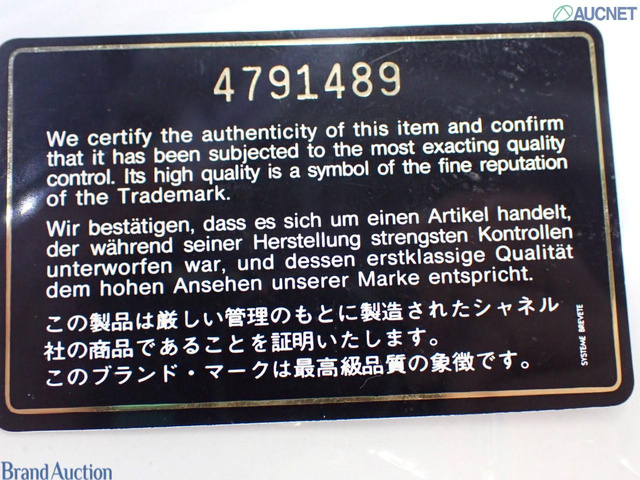 AUCNET
4791489
We certify the authenticity of this item and confirm
that it has been subjected to the most exacting quality
control. Its high quality is a symbol of the fine reputation
of the Trademark.
Wir bestätigen, dass es sich um einen Artikel handelt,
der während seiner Herstellung strengsten Kontrollen
unterworfen war, und dessen erstklassige Qualität
dem hohen Ansehen unserer Marke entspricht.
この製品は厳しい管理のもとに製造されたシャネル
社の商品であることを証明いたします。
このブランド・マークは最高級品質の象徴です。
SYSTEME BREVETE
Brand Auction